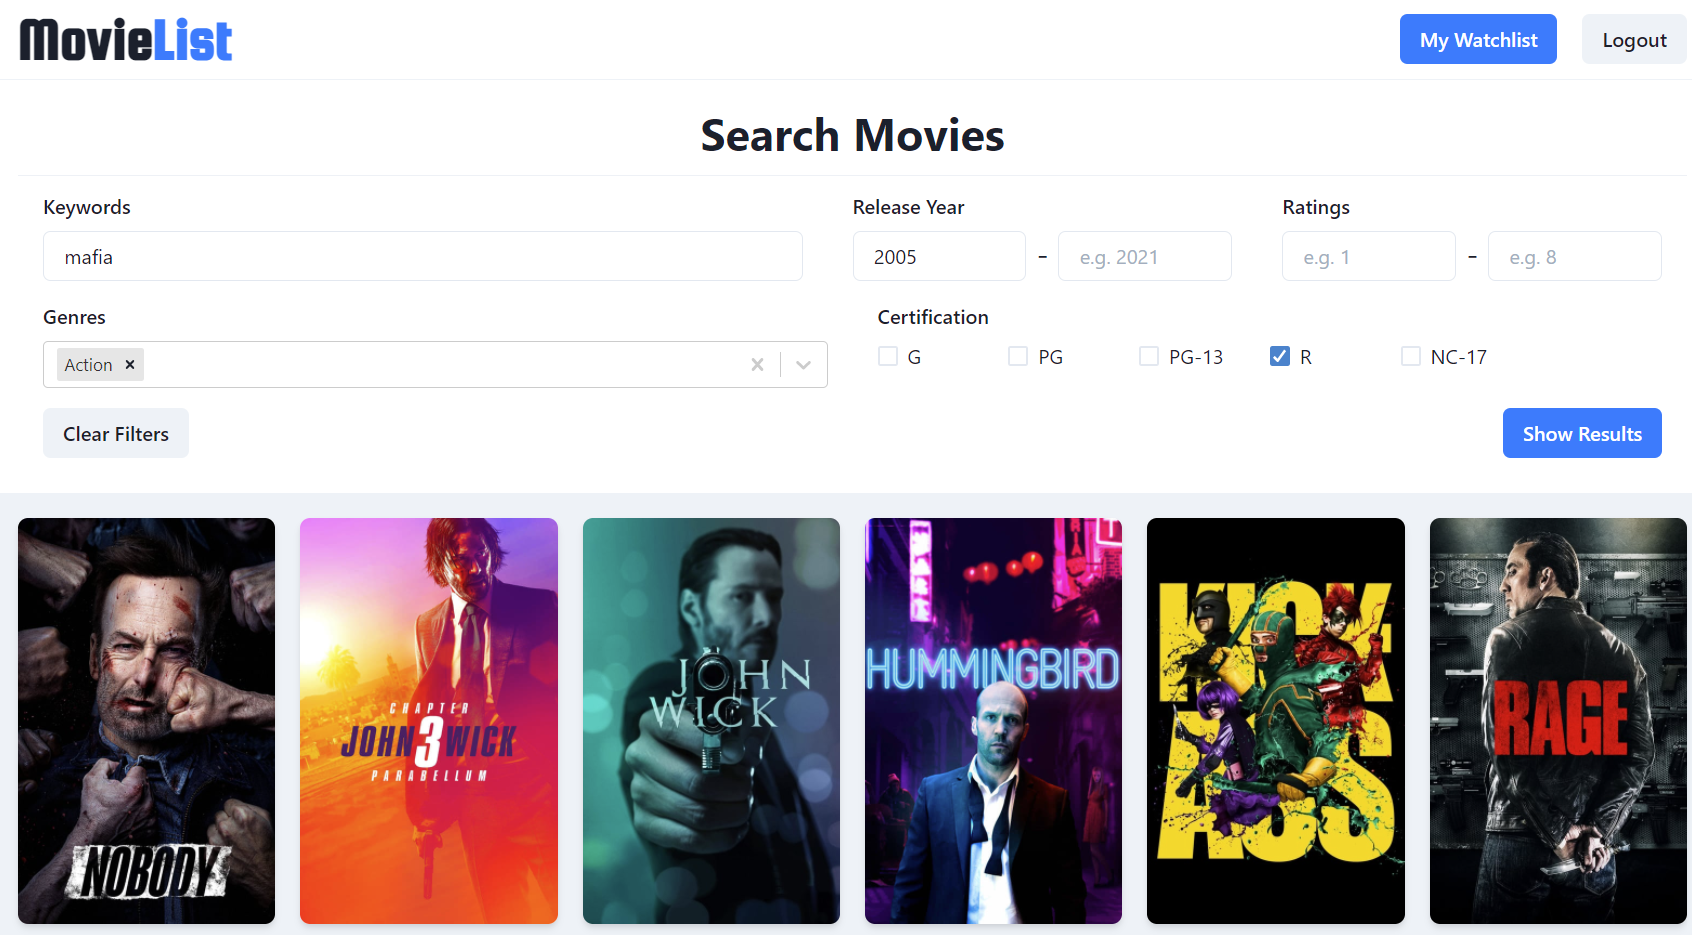 MovieList
My Watchlist
Logout
Search Movies
Keywords
Release Year
Ratings
mafia
2005
-
e.g. 2021
e.g. 1
-
e.g. 8
Genres
Certification
Action
G
PG
PG-13
R
NC-17
Clear Filters
Show Results
NOBODY
CHAPTER
JOHN 3 WICK
PARABELLUM
JOHN
WICK
HUMMINGBIRD
KICK
ASS
RAGE